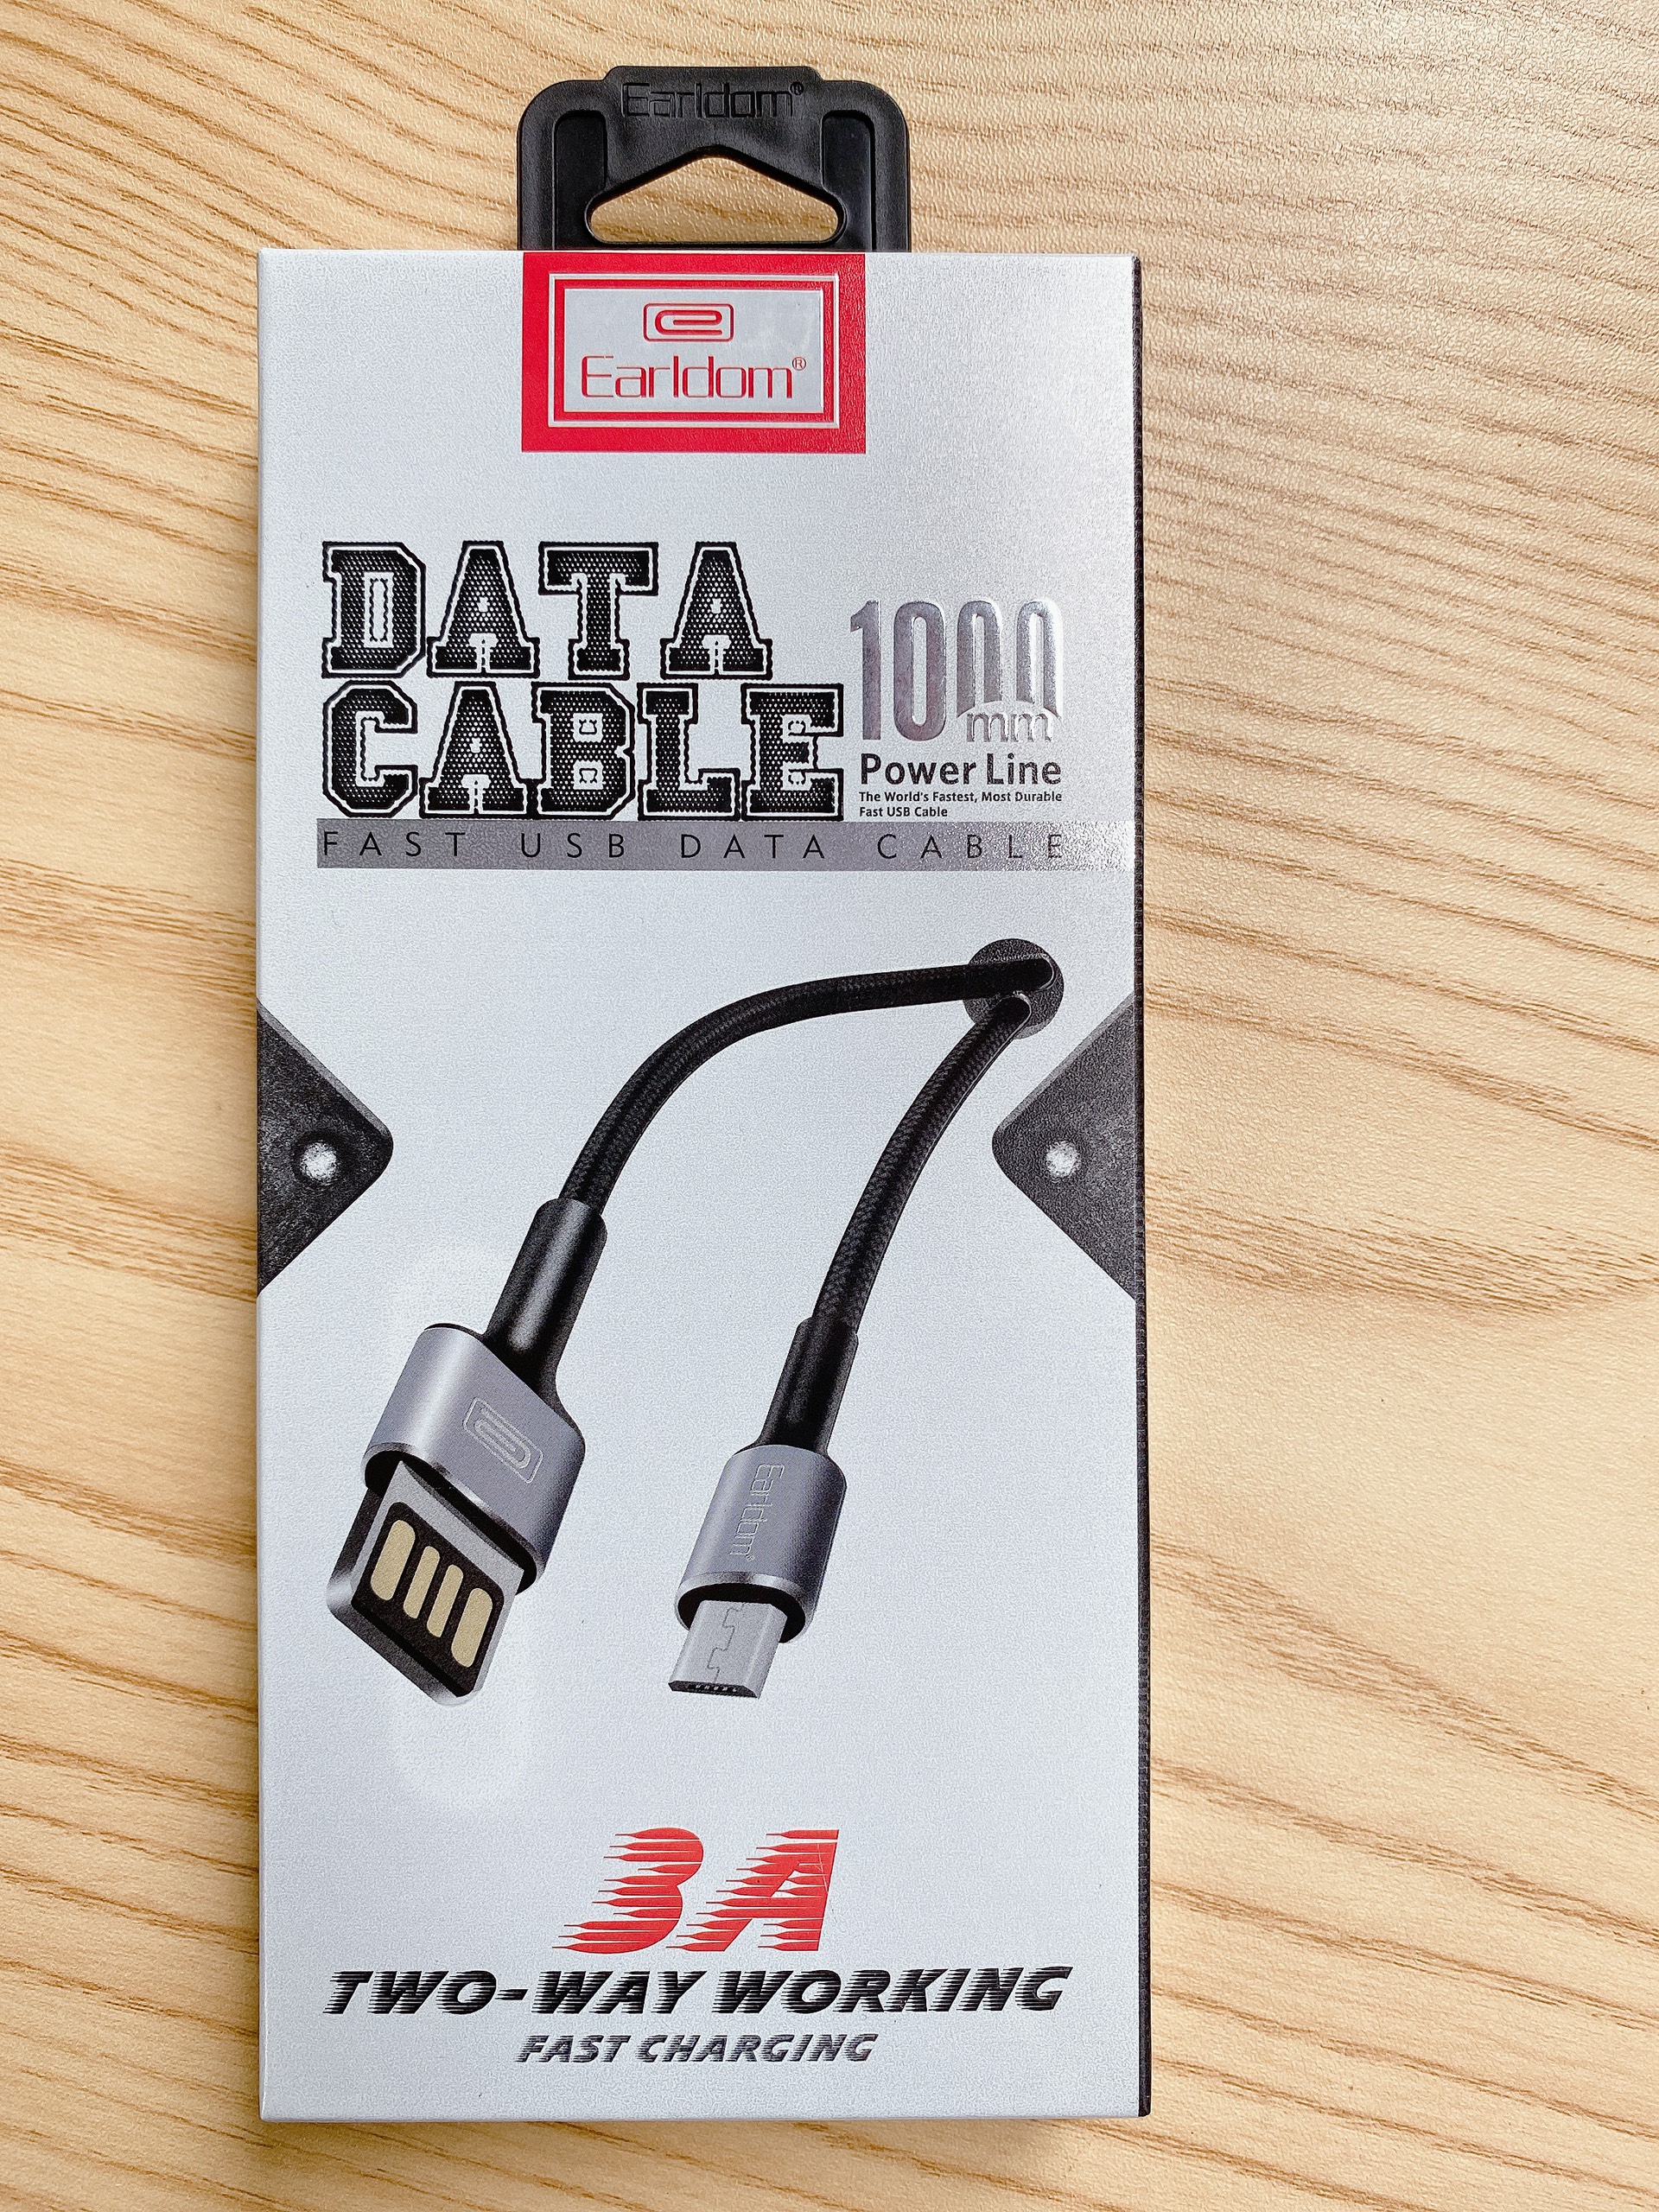 Earldom®
e
Earldom®
DATA
CABLE
1000
mm
Power Line
The World's Fastest, Most Durable
Fast USB Cable
FAST USB DATA CABLE
e
Earldom®
3A
TWO-WAY WORKING
FAST CHARGING